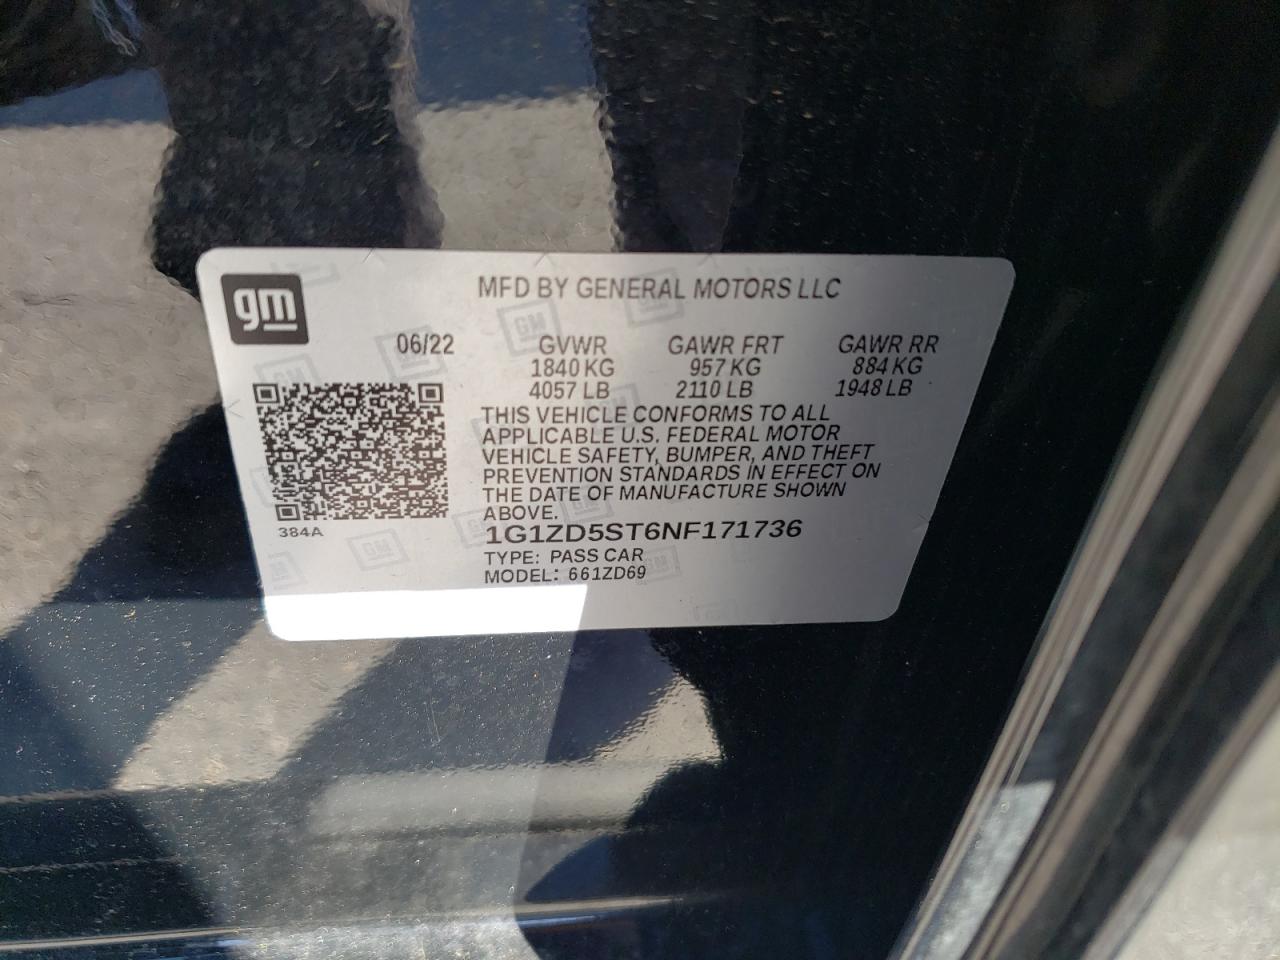 gm
MFD BY GENERAL MOTORS LLC
06/22 GVWR GAWR FRT GAWR RR
1840 KG 957 KG 884 KG
4057 LB 2110 LB 1948 LB
THIS VEHICLE CONFORMS TO ALL
APPLICABLE U.S. FEDERAL MOTOR
VEHICLE SAFETY, BUMPER, AND THEFT
PREVENTION STANDARDS IN EFFECT ON
THE DATE OF MANUFACTURE SHOWN
ABOVE.
384A
1G1ZD5ST6NF171736
TYPE: PASS CAR
MODEL: 661ZD69